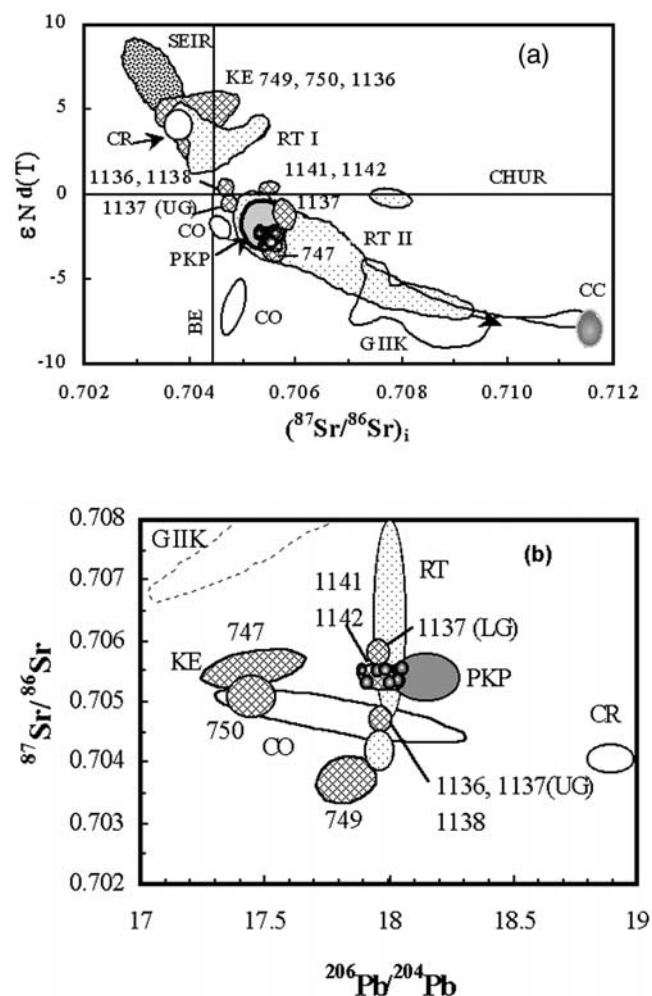 (a)
10
SEIR
KE 749, 750, 1136
5
CR
RT I
1136, 1138
1141, 1142
CHUR
0
1137 (UG)
1137
CO
RT II
PKP
747
-5
CC
BE
CO
GIIK
-10
εNd(T)
0.702 0.704 0.706 0.708 0.710 0.712
(⁸⁷Sr/⁸⁶Sr)ᵢ
0.708
GIIK
(b)
RT
0.707
1141
1142
1137 (LG)
0.706
747
KE
PKP
0.705
750
CO
CR
0.704
1136, 1137(UG)
1138
0.703
749
0.702
⁸⁷Sr/⁸⁶Sr
17 17.5 18 18.5 19
²⁰⁶Pb/²⁰⁴Pb